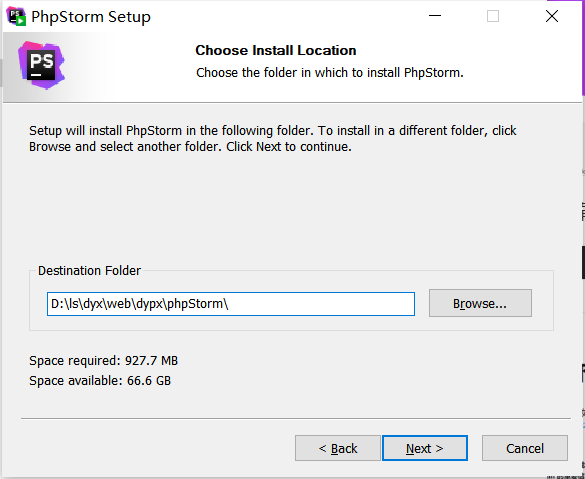 PhpStorm Setup
PS
Choose Install Location
Choose the folder in which to install PhpStorm.
Setup will install PhpStorm in the following folder. To install in a different folder, click
Browse and select another folder. Click Next to continue.
Destination Folder
D:\ls\dyx\web\dypx\phpStorm\
Browse...
Space required: 927.7 MB
Space available: 66.6 GB
< Back
Next >
Cancel